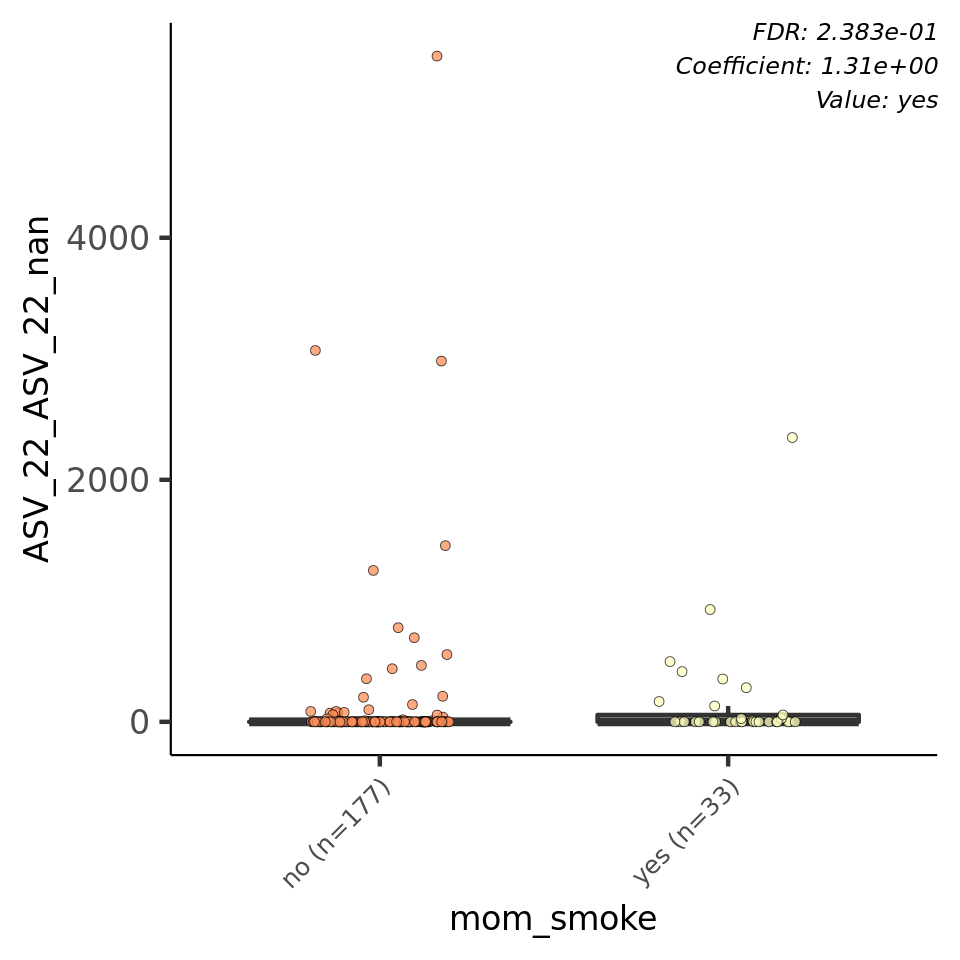 FDR: 2.383e-01
Coefficient: 1.31e+00
Value: yes
ASV_22_ASV_22_nan
4000
2000
0
no (n=177)
yes (n=33)
mom_smoke